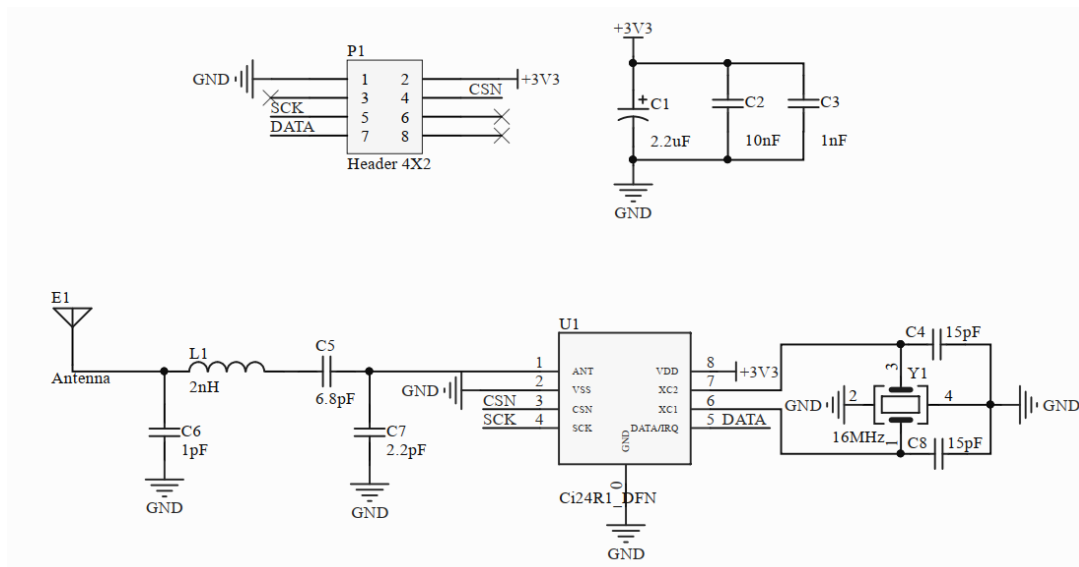 +3V3
P1
GND 1 2 +3V3
3 4 CSN
SCK 5 6
DATA 7 8
Header 4X2
C1
2.2uF
C2
10nF
C3
1nF
GND
E1
Antenna
L1
2nH
C5
6.8pF
C6
1pF
GND
C7
2.2pF
GND
U1
1 ANT VDD 8 +3V3
GND 2 VSS XC2 7
CSN 3 CSN XC1 6
SCK 4 SCK DATA/IRQ 5 DATA
GND
0
Ci24R1_DFN
GND
C4 15pF
3 Y1
GND 2 4 GND
16MHz 1
C8 15pF